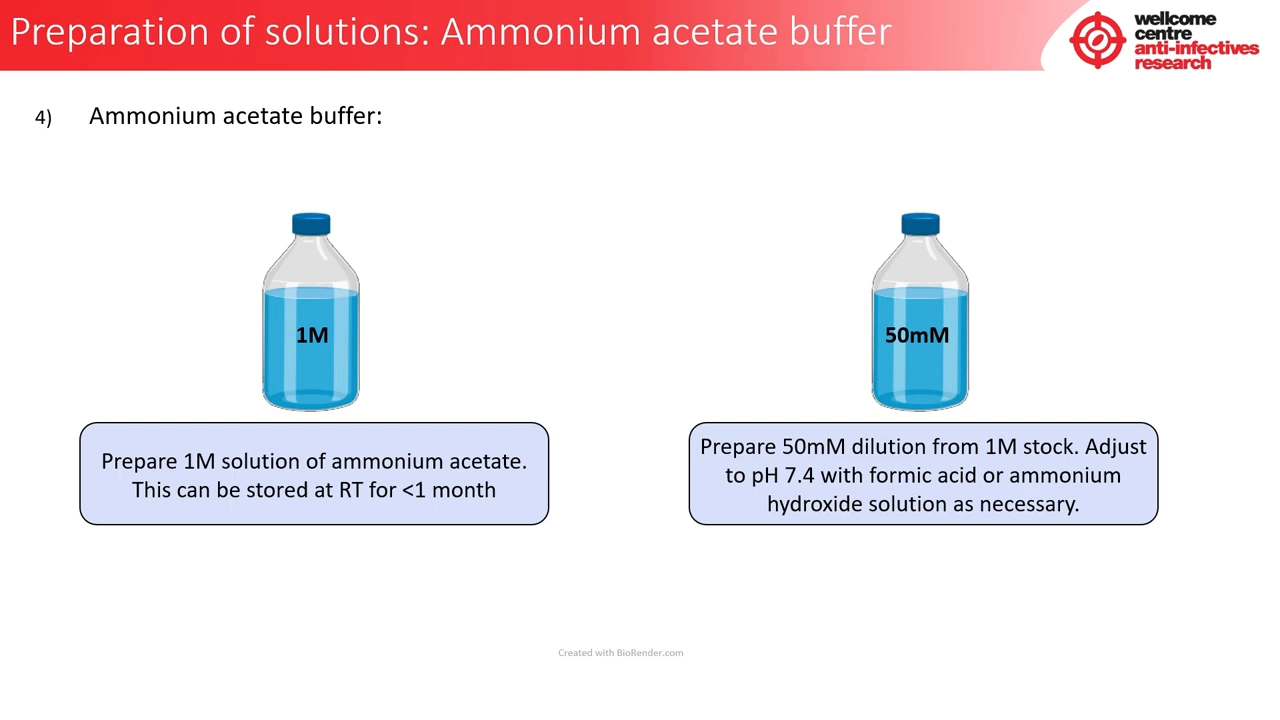 Preparation of solutions: Ammonium acetate buffer
wellcome
centre
anti-infectives
research
4) Ammonium acetate buffer:
1M
50mM
Prepare 1M solution of ammonium acetate.
This can be stored at RT for <1 month
Prepare 50mM dilution from 1M stock. Adjust
to pH 7.4 with formic acid or ammonium
hydroxide solution as necessary.
Created with BioRender.com